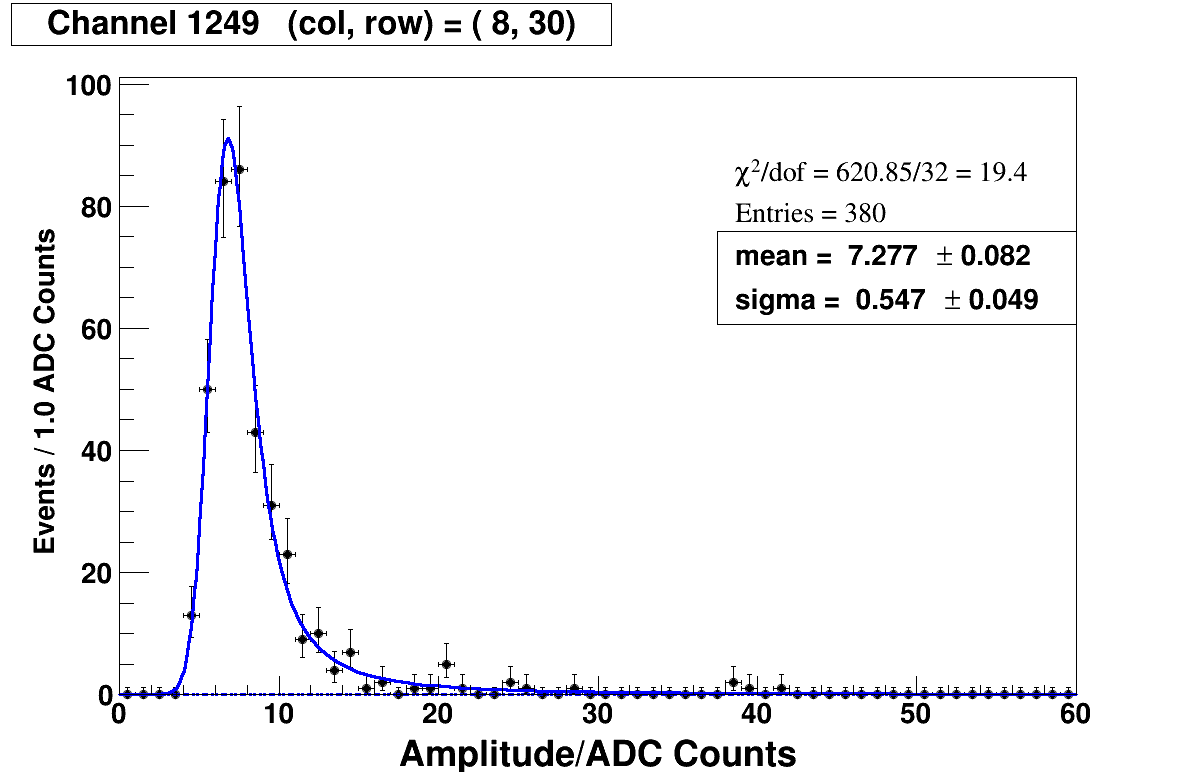 Channel 1249 (col, row) = ( 8, 30)
100
80
60
40
20
0
Events / 1.0 ADC Counts
χ²/dof = 620.85/32 = 19.4
Entries = 380
mean = 7.277 ± 0.082
sigma = 0.547 ± 0.049
0 10 20 30 40 50 60
Amplitude/ADC Counts